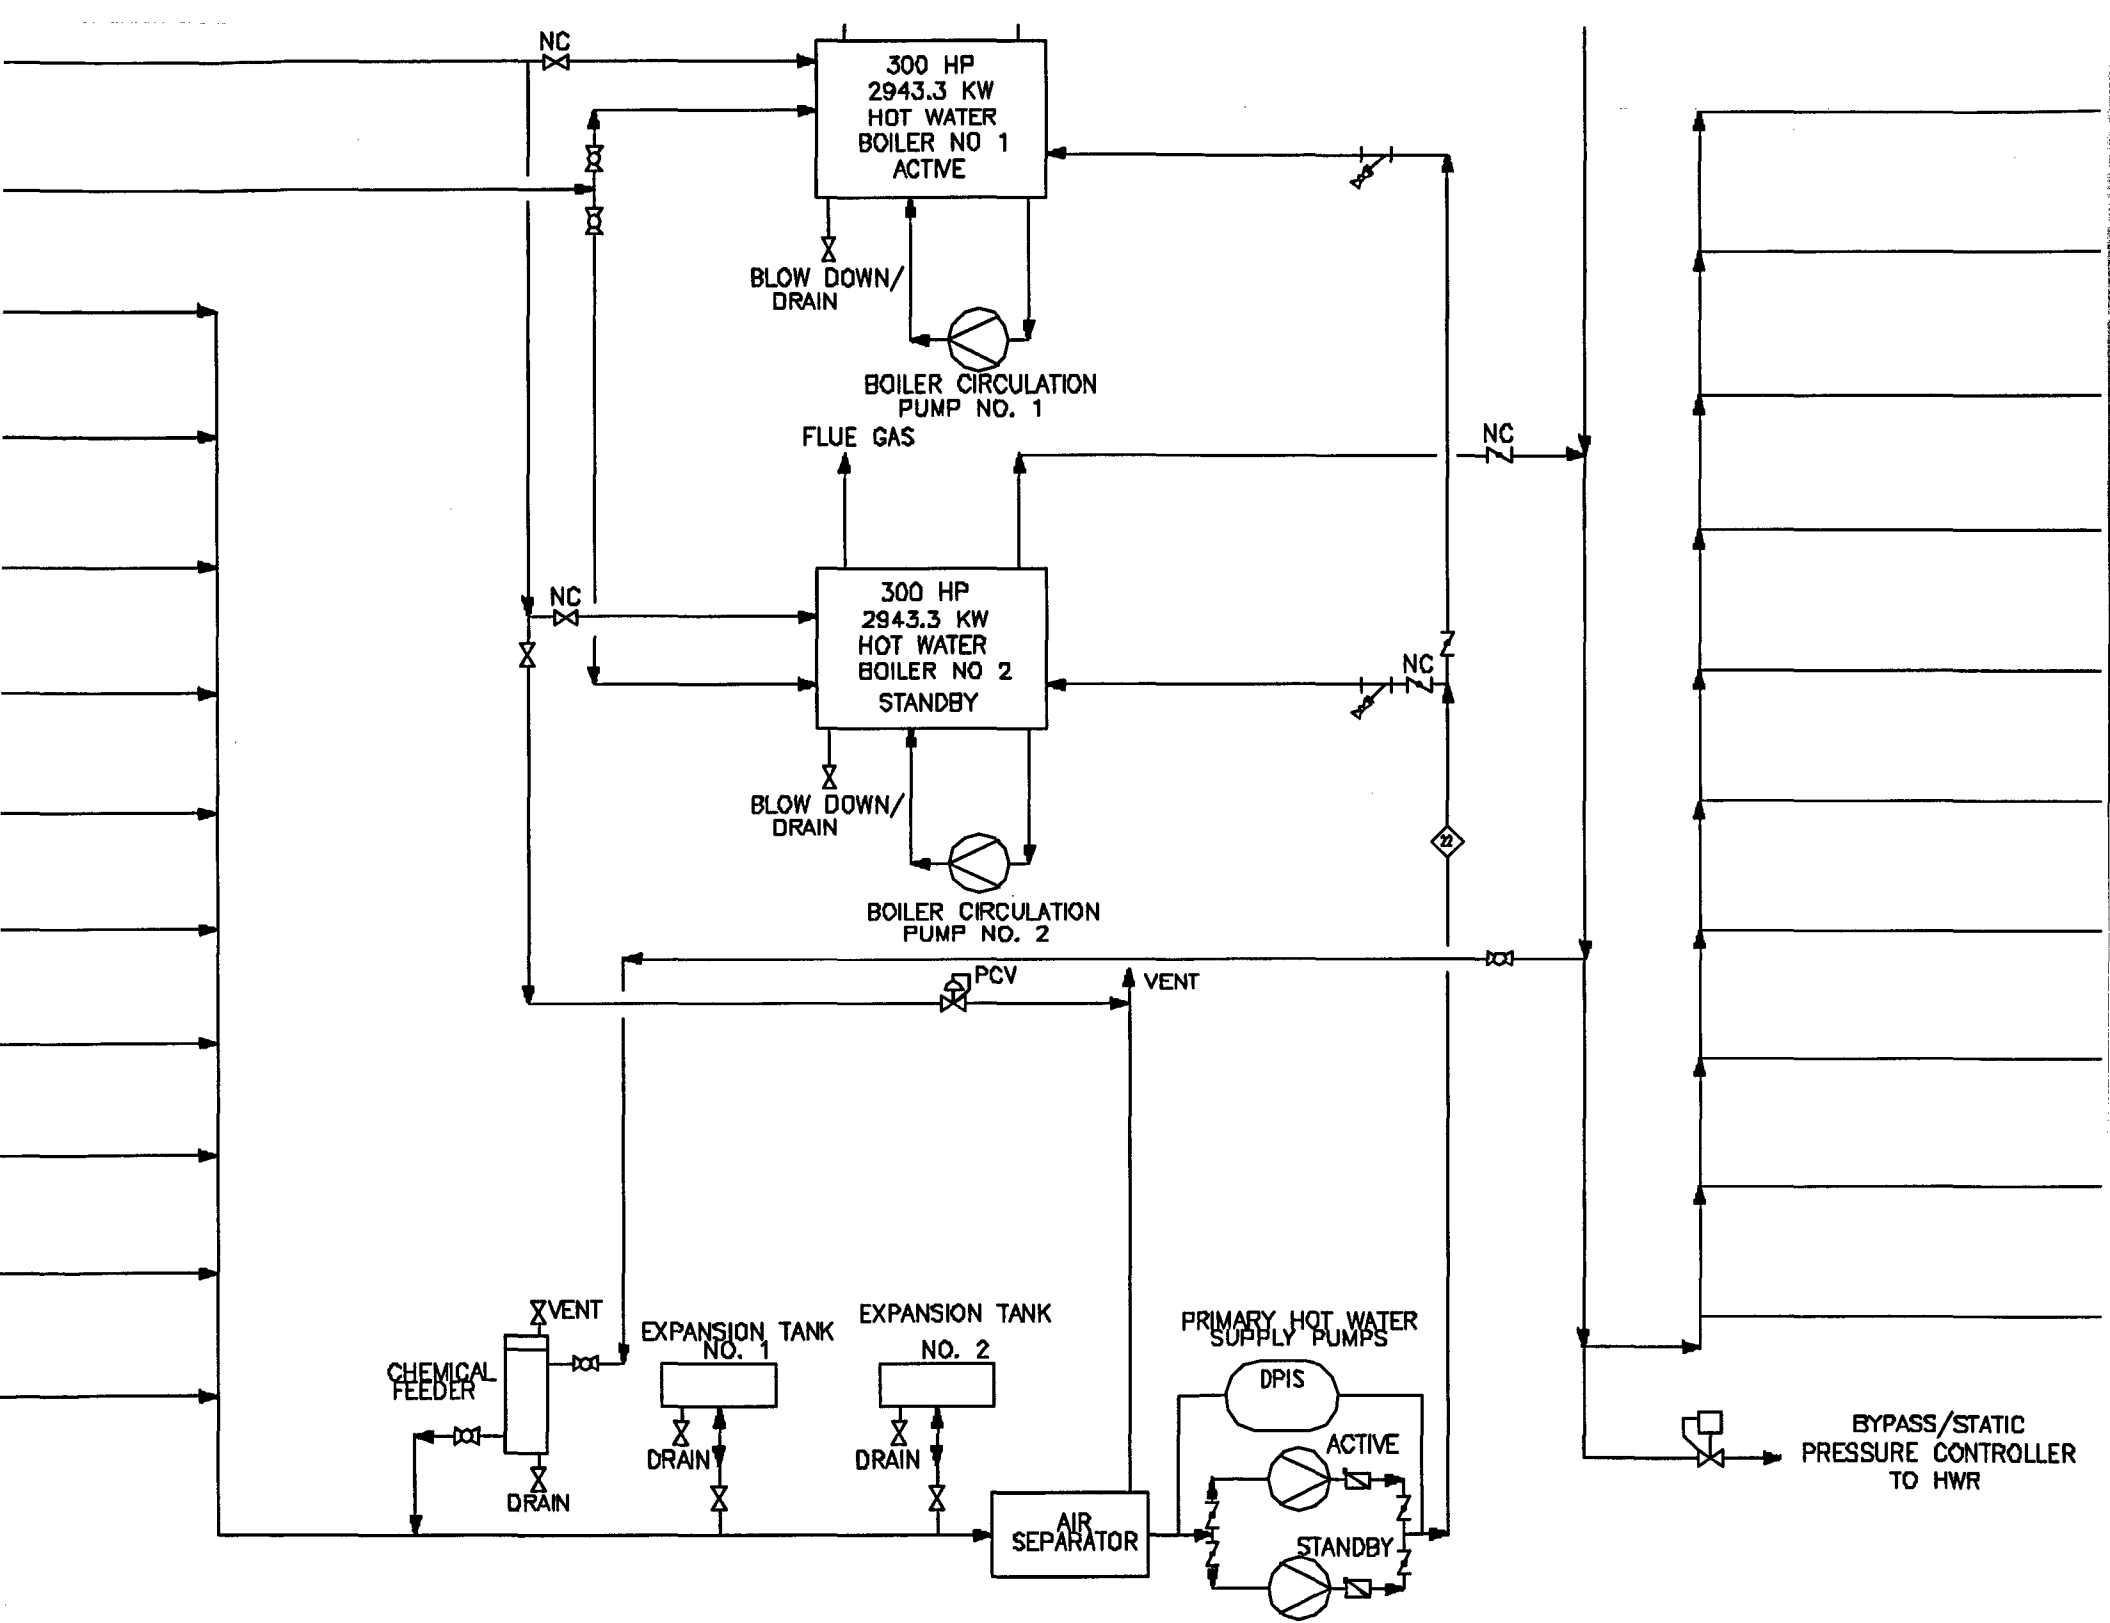 NC
300 HP
2943.3 KW
HOT WATER
BOILER NO 1
ACTIVE
BLOW DOWN/
DRAIN
BOILER CIRCULATION
PUMP NO. 1
FLUE GAS
NC
NC
300 HP
2943.3 KW
HOT WATER
BOILER NO 2
STANDBY
NC
BLOW DOWN/
DRAIN
22
BOILER CIRCULATION
PUMP NO. 2
PCV
VENT
VENT
CHEMICAL
FEEDER
DRAIN
EXPANSION TANK
NO. 1
DRAIN
EXPANSION TANK
NO. 2
DRAIN
AIR
SEPARATOR
PRIMARY HOT WATER
SUPPLY PUMPS
DPIS
ACTIVE
STANDBY
BYPASS/STATIC
PRESSURE CONTROLLER
TO HWR